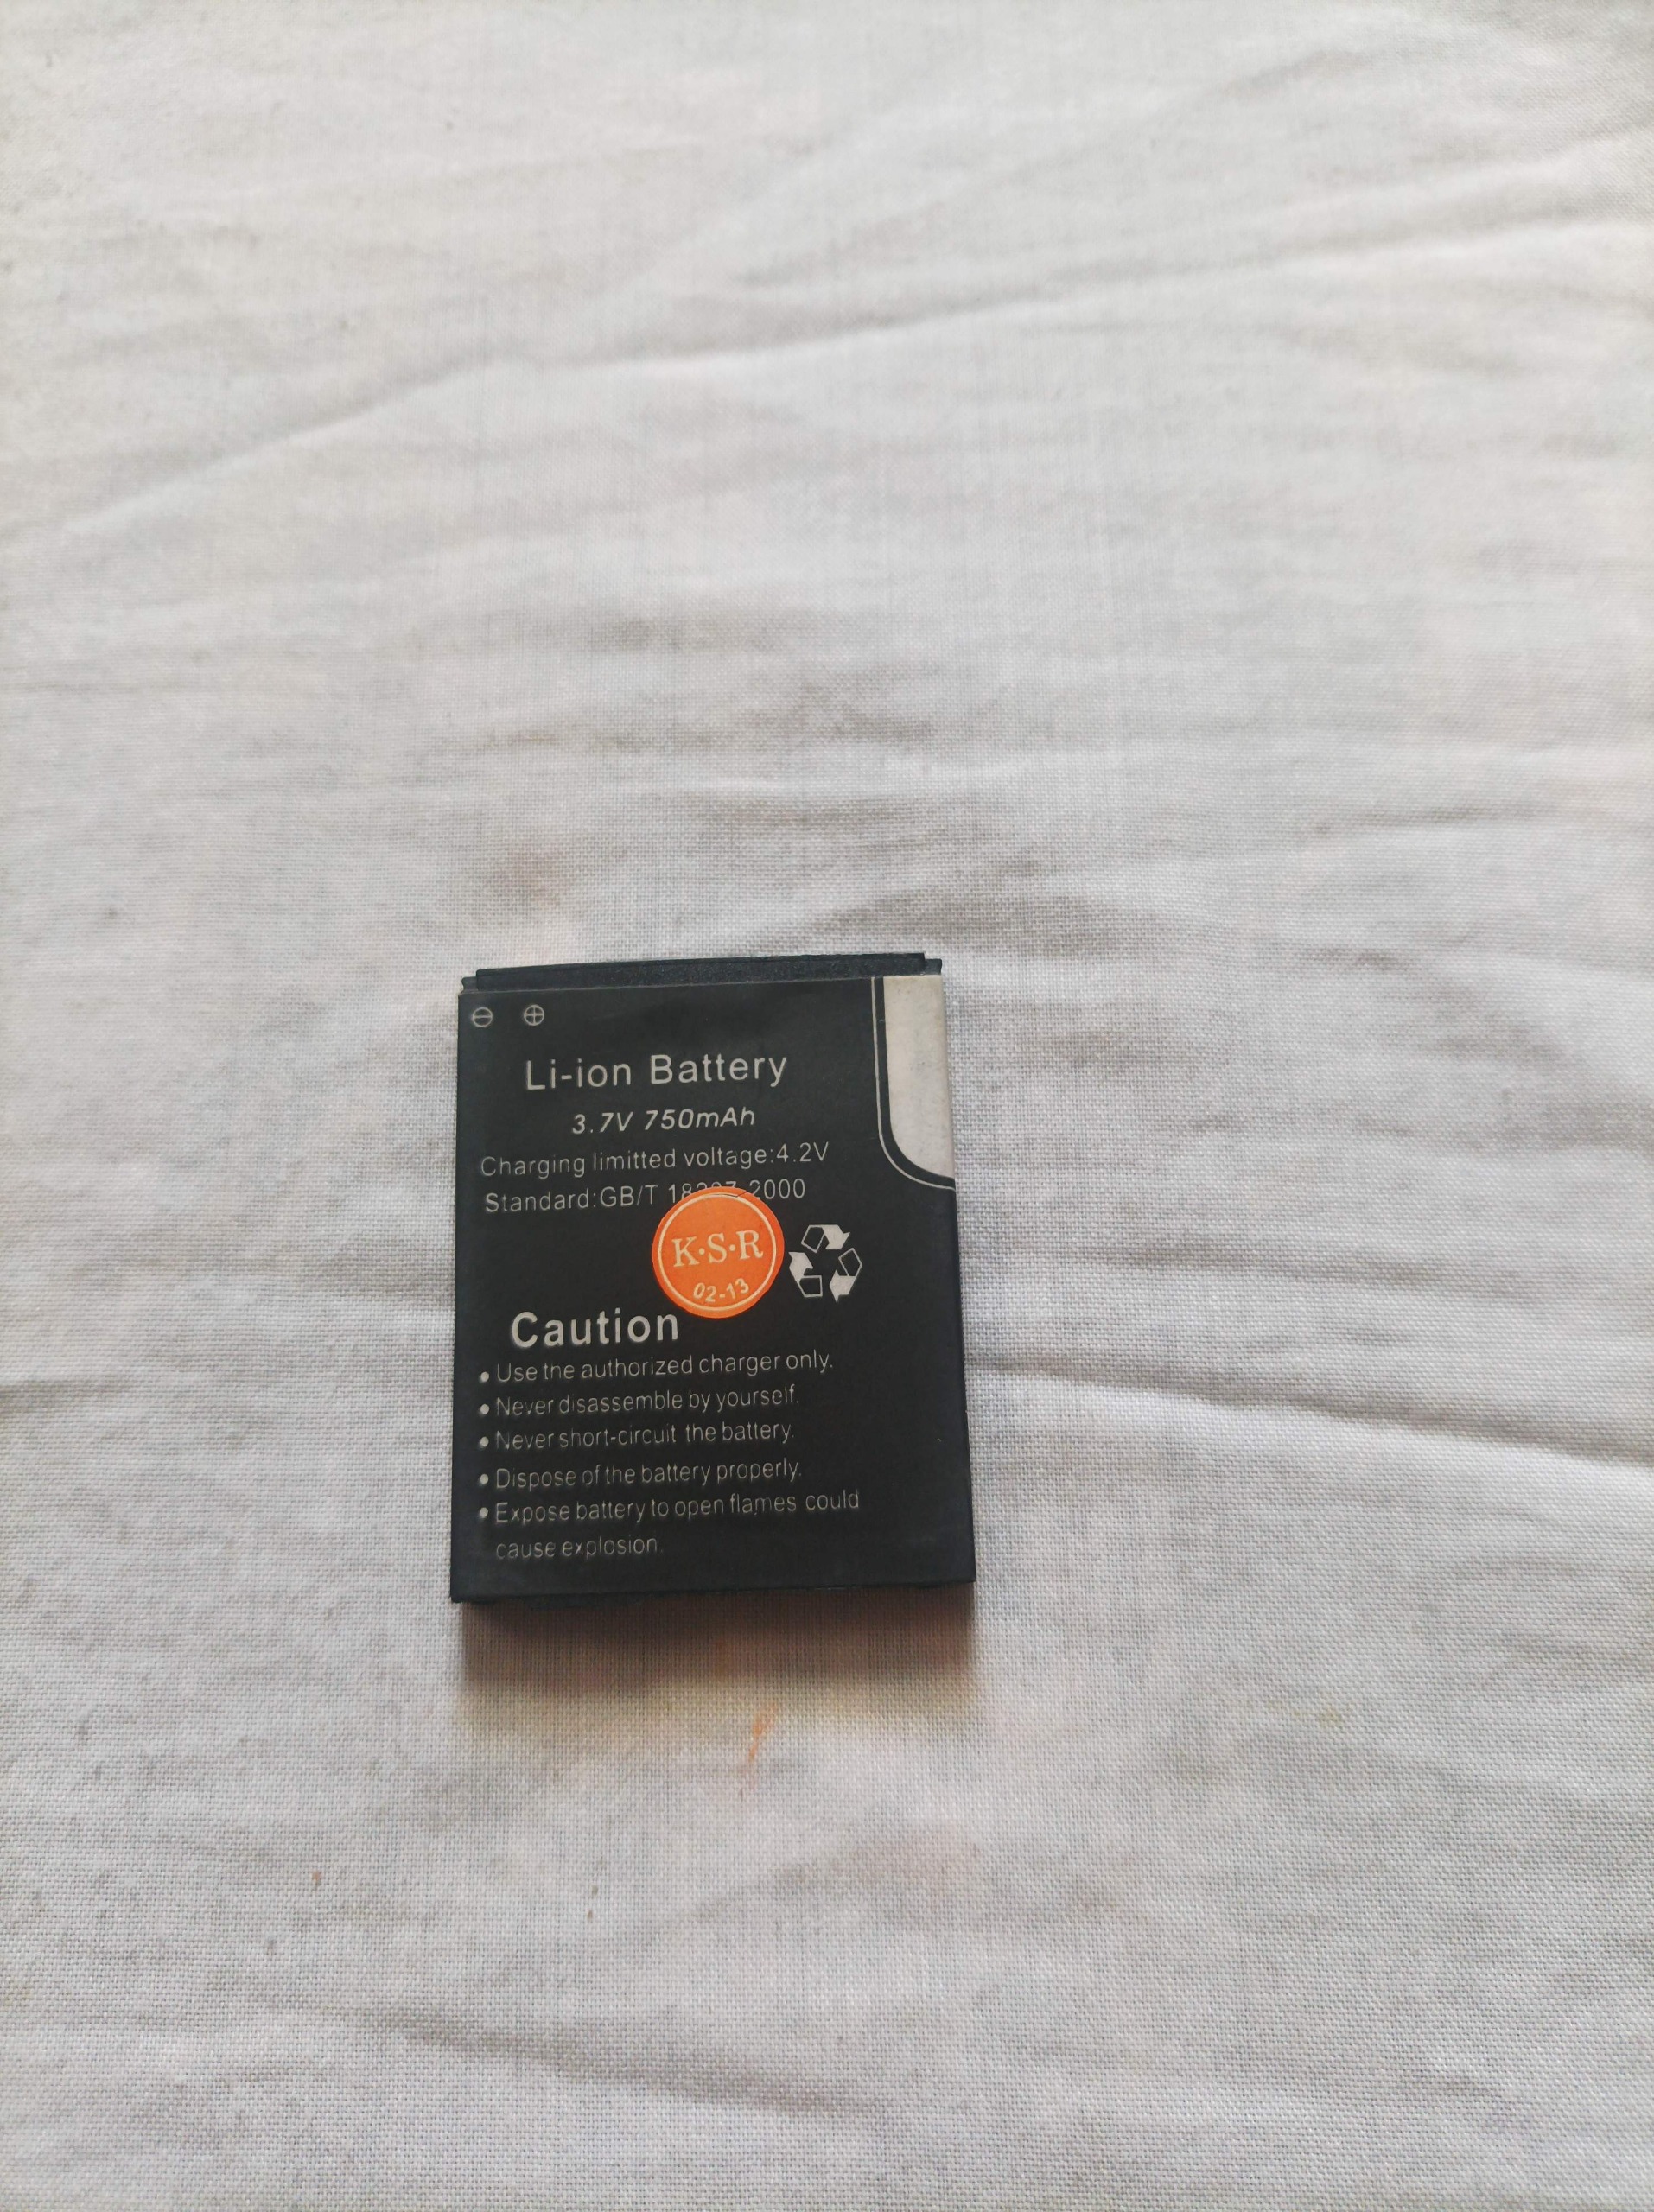 Li-ion Battery
3.7V 750mAh
Charging limitted voltage:4.2V
Standard:GB/T
K·S·R
02-13
Caution
• Use the authorized charger only.
• Never disassemble by yourself.
• Never short-circuit the battery.
• Dispose of the battery properly.
• Expose battery to open flames could
cause explosion.